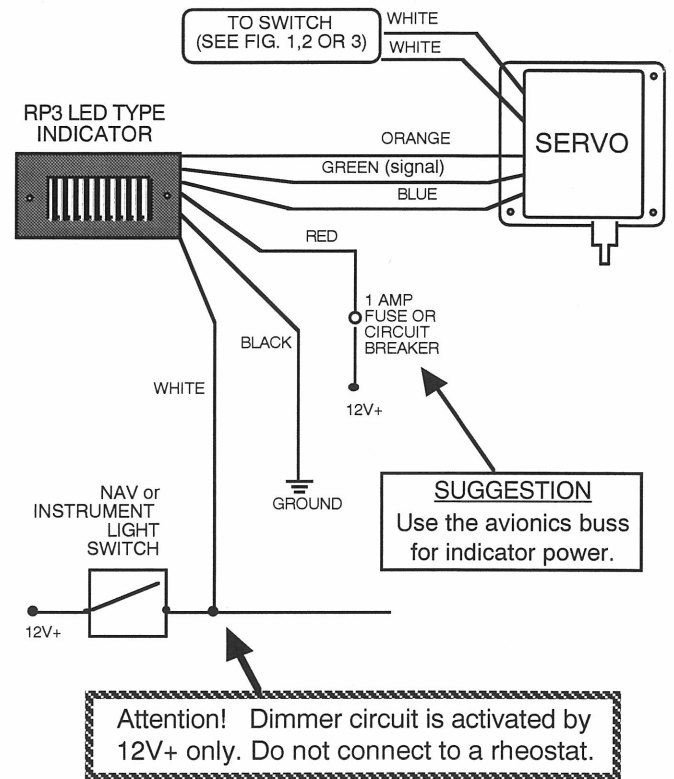 TO SWITCH
(SEE FIG. 1,2 OR 3)
WHITE
WHITE
RP3 LED TYPE
INDICATOR
SERVO
ORANGE
GREEN (signal)
BLUE
RED
1 AMP
FUSE OR
CIRCUIT
BREAKER
BLACK
WHITE
12V+
GROUND
SUGGESTION
Use the avionics buss
for indicator power.
NAV or
INSTRUMENT
LIGHT
SWITCH
12V+
Attention! Dimmer circuit is activated by
12V+ only. Do not connect to a rheostat.